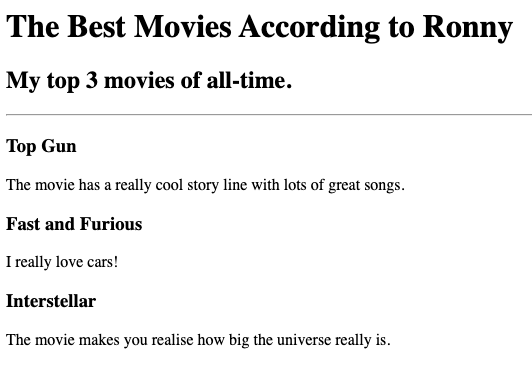 The Best Movies According to Ronny
My top 3 movies of all-time.
Top Gun
The movie has a really cool story line with lots of great songs.
Fast and Furious
I really love cars!
Interstellar
The movie makes you realise how big the universe really is.